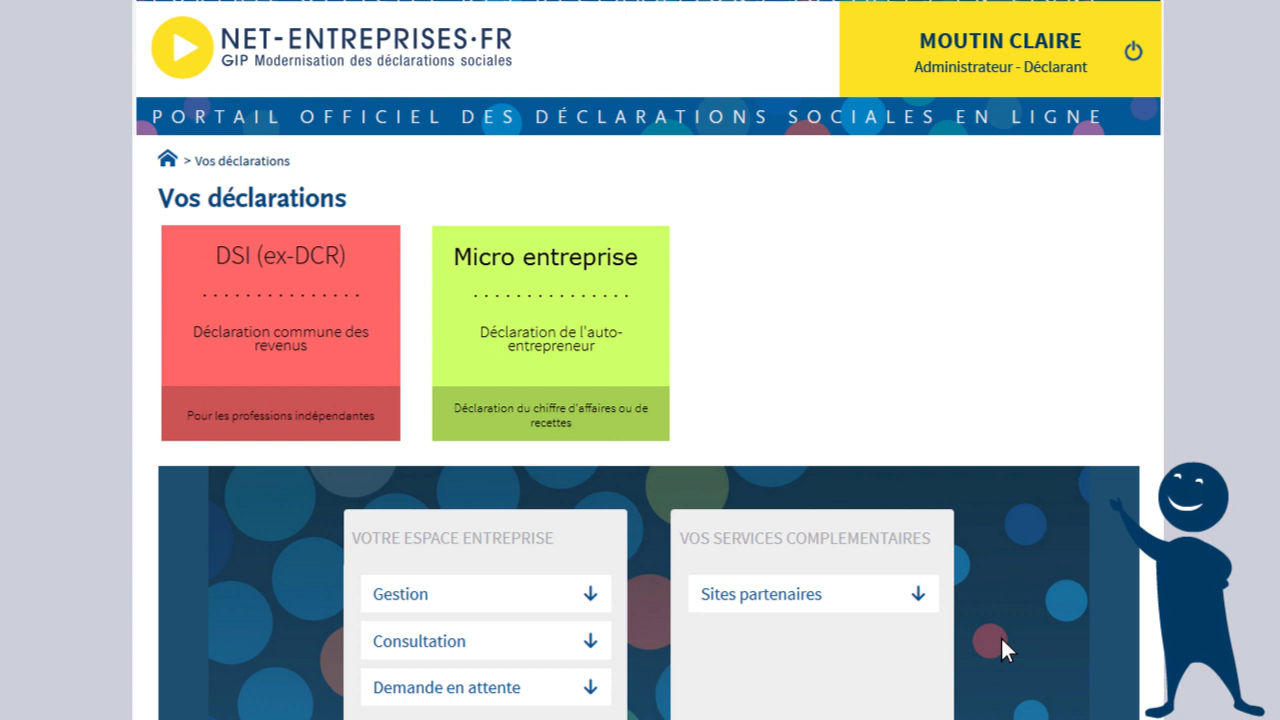 NET-ENTREPRISES·FR
GIP Modernisation des déclarations sociales
MOUTIN CLAIRE
Administrateur - Déclarant
PORTAIL OFFICIEL DES DÉCLARATIONS SOCIALES EN LIGNE
> Vos déclarations
Vos déclarations
DSI (ex-DCR)
Déclaration commune des
revenus
Pour les professions indépendantes
Micro entreprise
Déclaration de l'auto-
entrepreneur
Déclaration du chiffre d'affaires ou de
recettes
VOTRE ESPACE ENTREPRISE
Gestion
Consultation
Demande en attente
VOS SERVICES COMPLEMENTAIRES
Sites partenaires